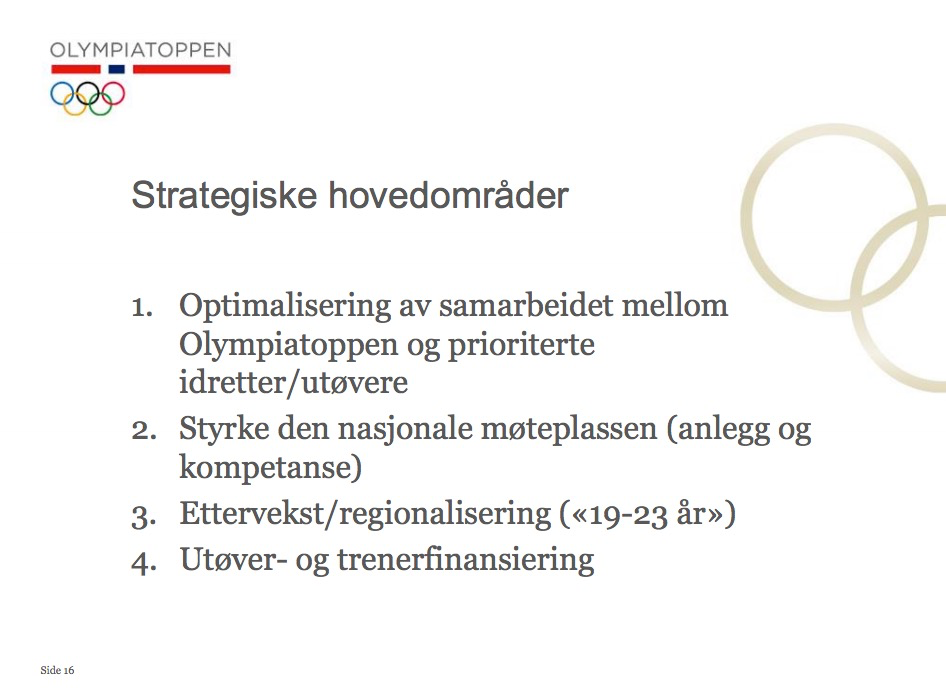 OLYMPIATOPPEN
Strategiske hovedområder
1. Optimalisering av samarbeidet mellom
Olympiatoppen og prioriterte
idretter/utøvere
2. Styrke den nasjonale møteplassen (anlegg og
kompetanse)
3. Ettervekst/regionalisering («19-23 år»)
4. Utøver- og trenerfinansiering
Side 16